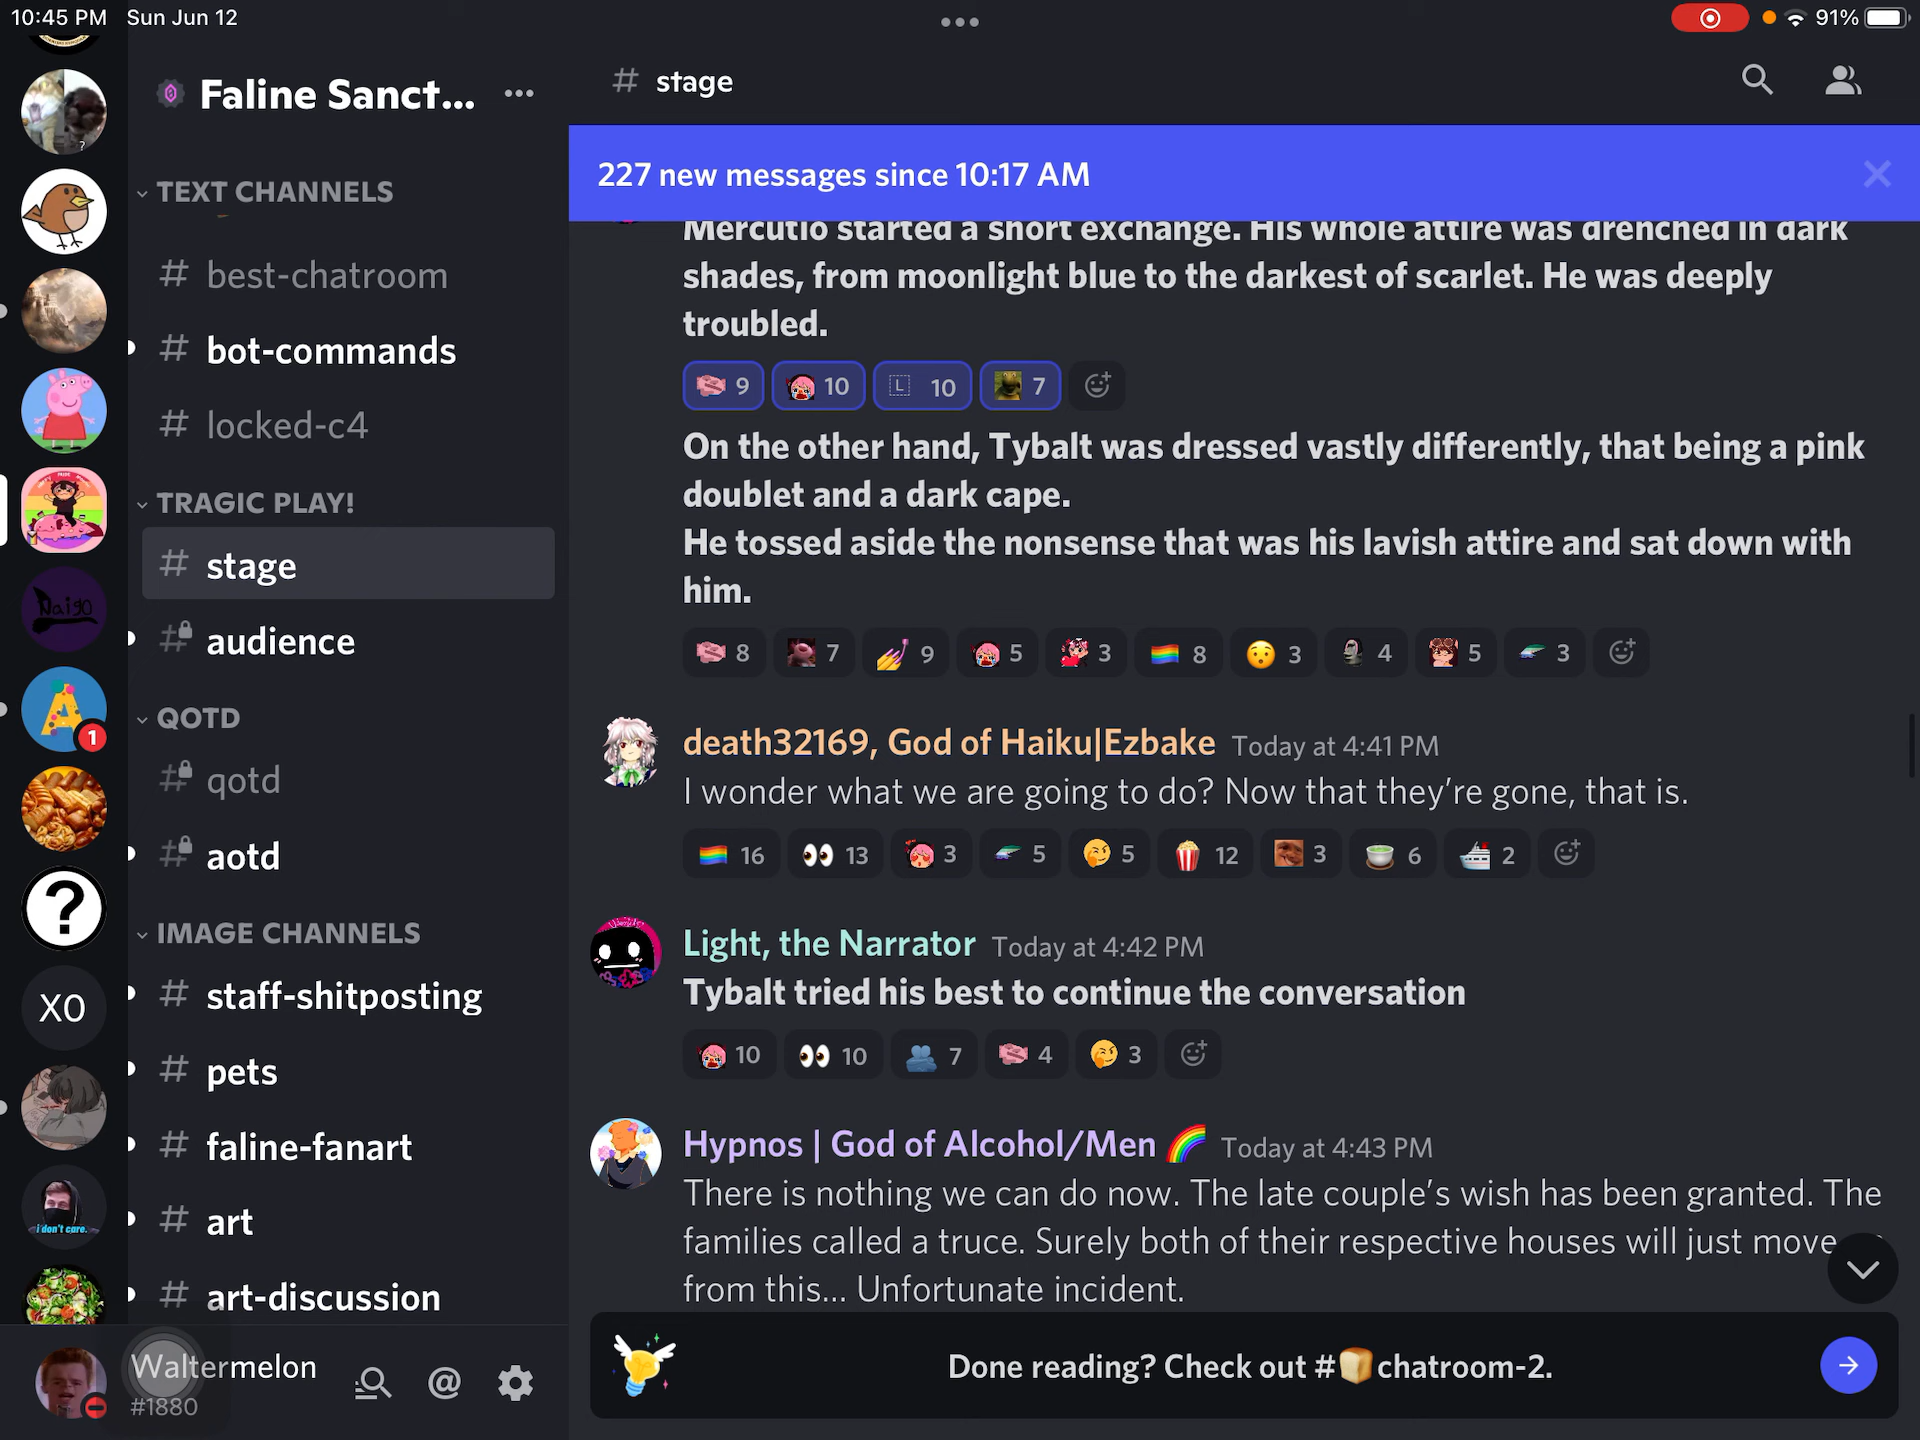 10:45 PM Sun Jun 12
91%
Faline Sanct...
# stage
227 new messages since 10:17 AM
TEXT CHANNELS
# best-chatroom
# bot-commands
# locked-c4
TRAGIC PLAY!
# stage
# audience
QOTD
# qotd
# aotd
IMAGE CHANNELS
# staff-shitposting
# pets
# faline-fanart
# art
# art-discussion
Naigo
A
1
?
XO
i don't care.
Waltermelon
#1880
Mercutio started a short exchange. His whole attire was drenched in dark
shades, from moonlight blue to the darkest of scarlet. He was deeply
troubled.
9 10 L 10 7
On the other hand, Tybalt was dressed vastly differently, that being a pink
doublet and a dark cape.
He tossed aside the nonsense that was his lavish attire and sat down with
him.
8 7 9 5 3 8 3 4 5 3
death32169, God of Haiku|Ezbake Today at 4:41 PM
I wonder what we are going to do? Now that they're gone, that is.
16 13 3 5 5 12 3 6 2
Light, the Narrator Today at 4:42 PM
Tybalt tried his best to continue the conversation
10 10 7 4 3
Hypnos | God of Alcohol/Men 🌈 Today at 4:43 PM
There is nothing we can do now. The late couple's wish has been granted. The
families called a truce. Surely both of their respective houses will just move
from this... Unfortunate incident.
Done reading? Check out #🍞chatroom-2.